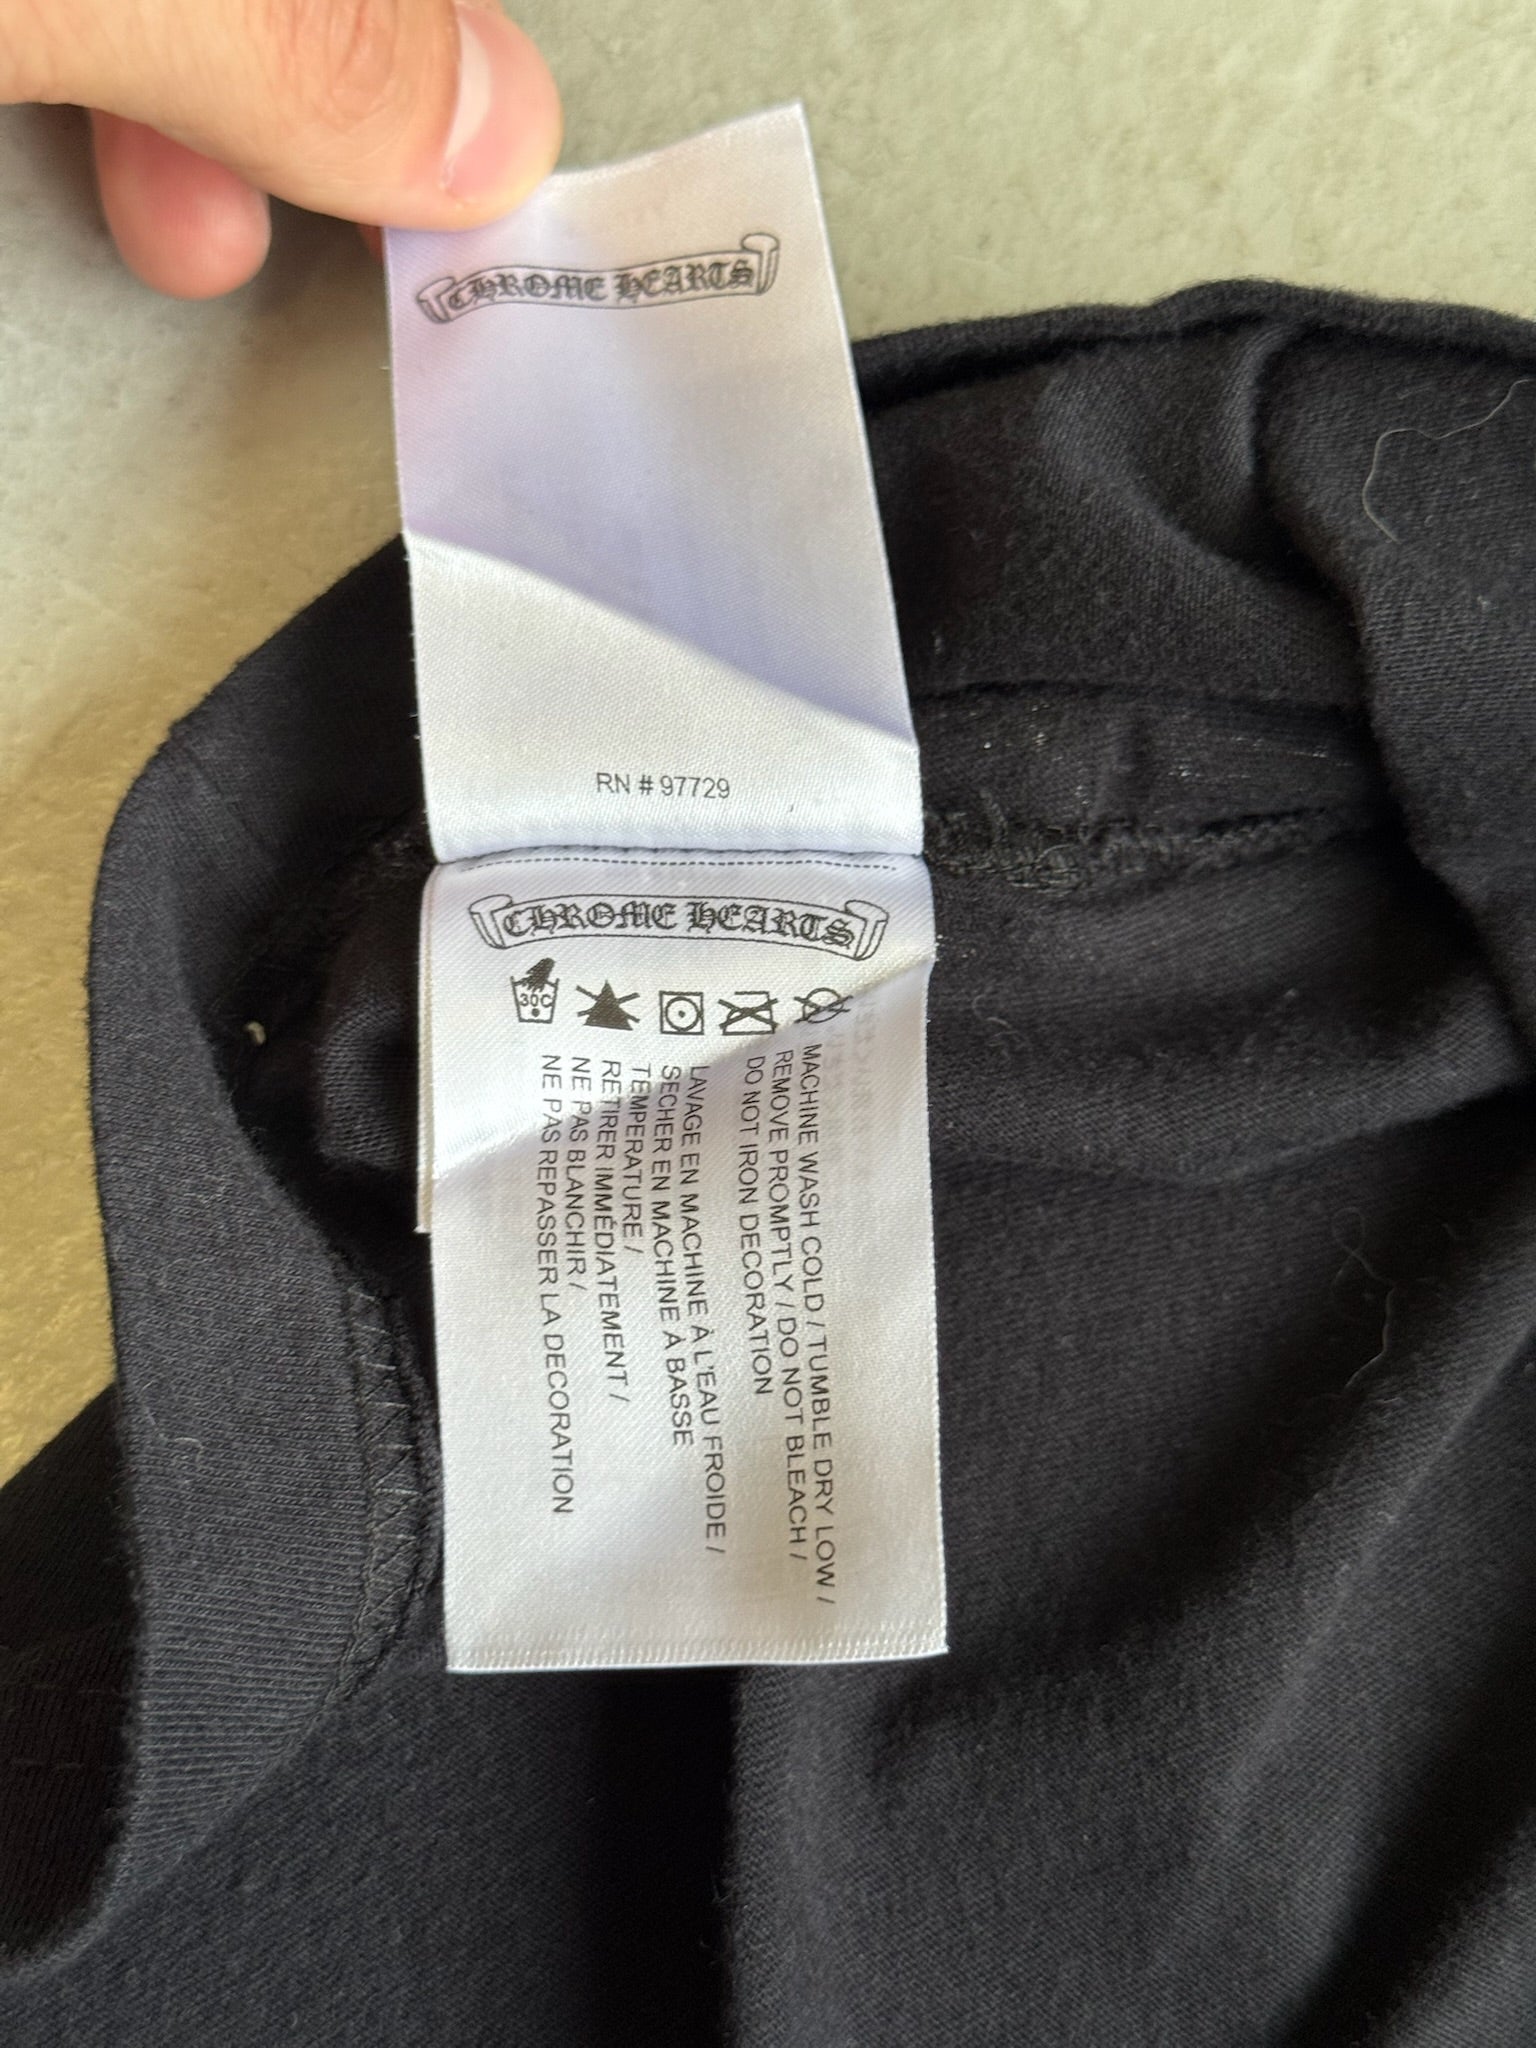 CHROME HEARTS
RN # 97729
CHROME HEARTS
30C
MACHINE WASH COLD / TUMBLE DRY LOW /
REMOVE PROMPTLY / DO NOT BLEACH /
DO NOT IRON DECORATION
LAVAGE EN MACHINE À L'EAU FROIDE /
SECHER EN MACHINE À BASSE
TEMPERATURE /
RETIRER IMMÉDIATEMENT /
NE PAS BLANCHIR /
NE PAS REPASSER LA DECORATION